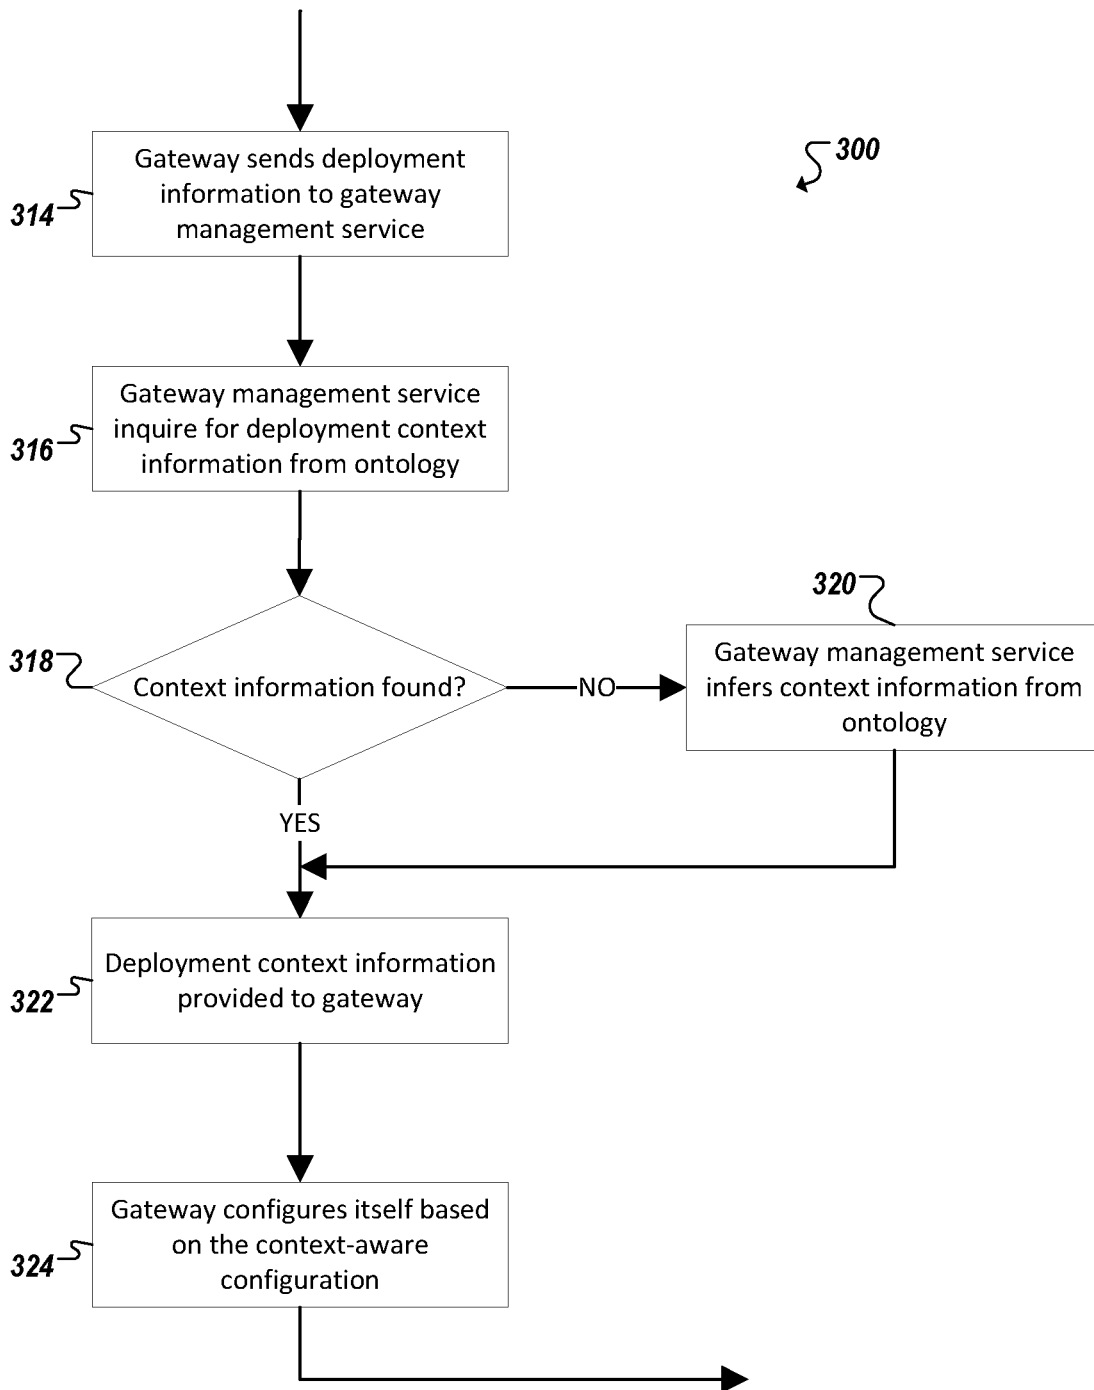 Gateway sends deployment
information to gateway
management service
314
300
Gateway management service
inquire for deployment context
information from ontology
316
318
Context information found?
NO
320
Gateway management service
infers context information from
ontology
YES
Deployment context information
provided to gateway
322
Gateway configures itself based
on the context-aware
configuration
324